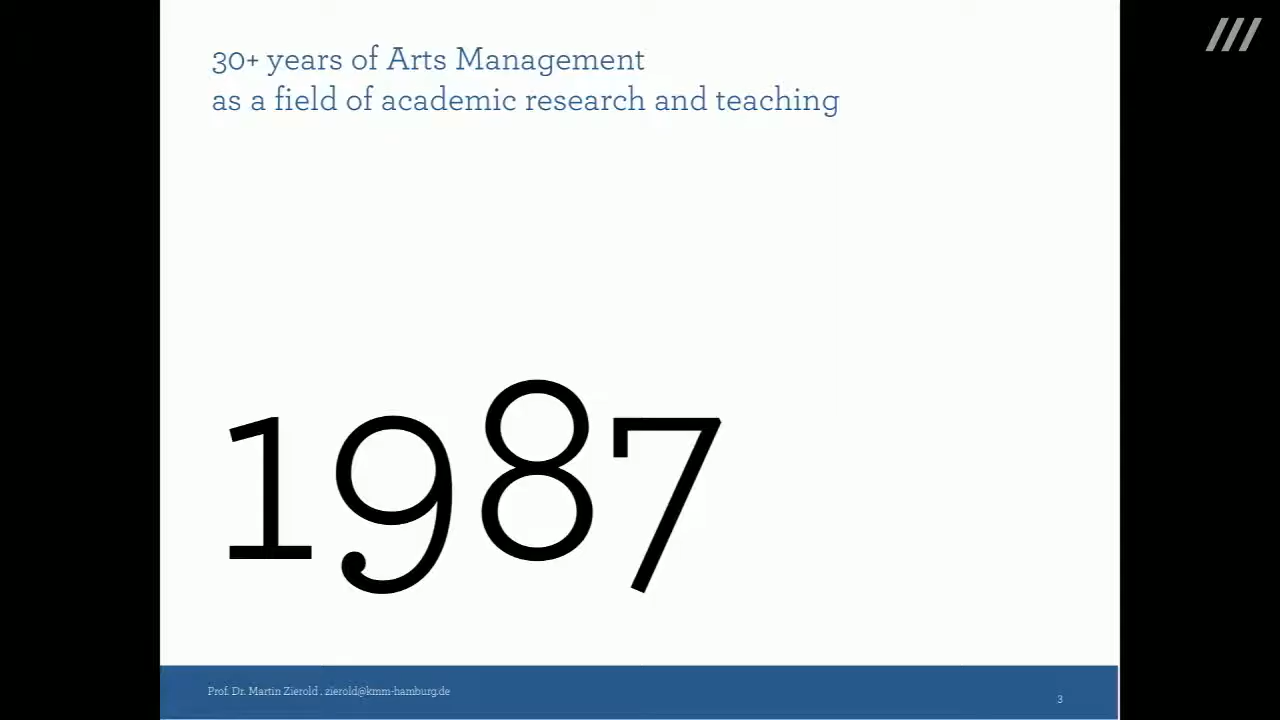 30+ years of Arts Management
as a field of academic research and teaching
1987
Prof. Dr. Martin Zierold . zierold@kmm-hamburg.de
3